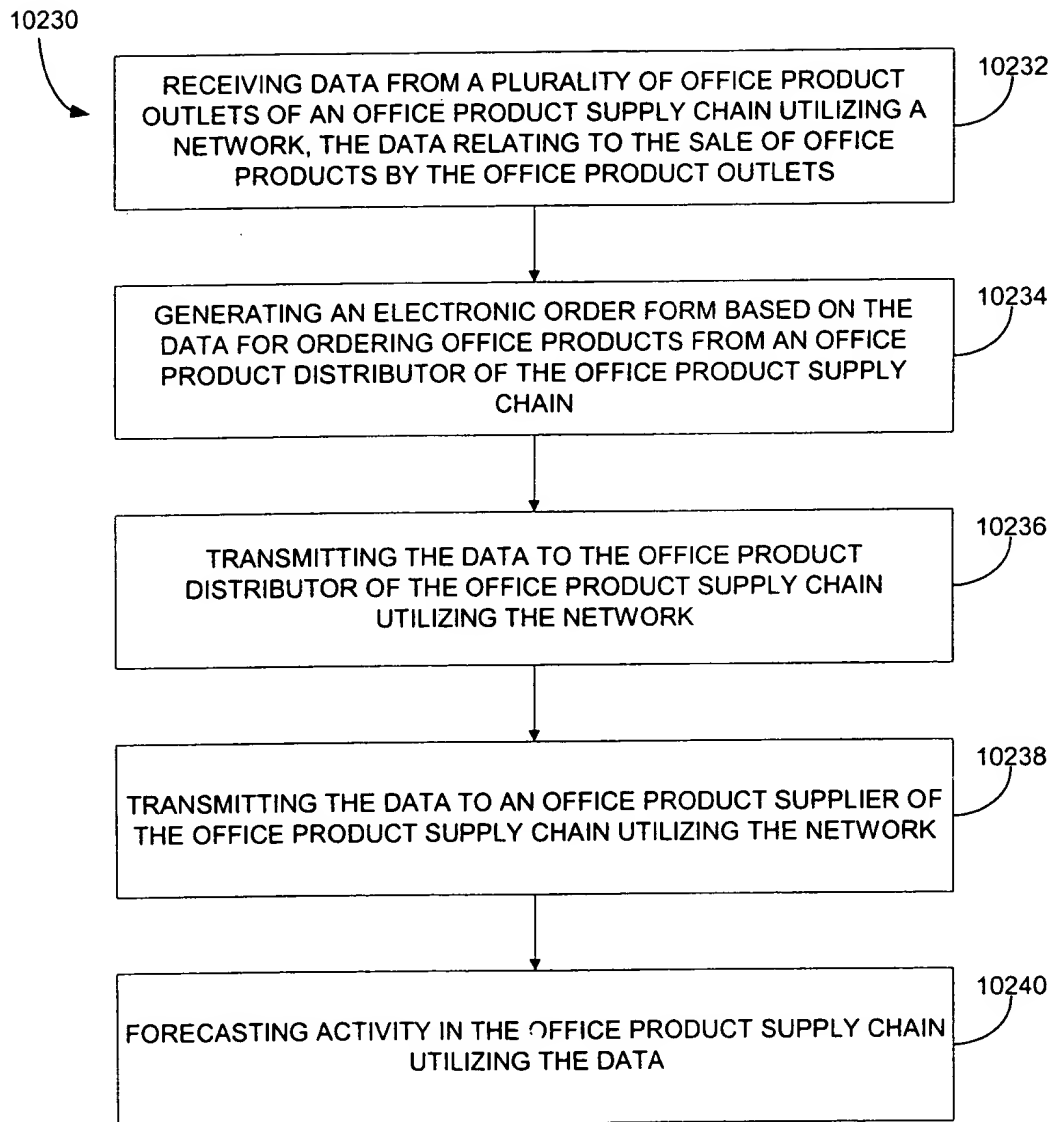 10230
10232
RECEIVING DATA FROM A PLURALITY OF OFFICE PRODUCT
OUTLETS OF AN OFFICE PRODUCT SUPPLY CHAIN UTILIZING A
NETWORK, THE DATA RELATING TO THE SALE OF OFFICE
PRODUCTS BY THE OFFICE PRODUCT OUTLETS
10234
GENERATING AN ELECTRONIC ORDER FORM BASED ON THE
DATA FOR ORDERING OFFICE PRODUCTS FROM AN OFFICE
PRODUCT DISTRIBUTOR OF THE OFFICE PRODUCT SUPPLY
CHAIN
10236
TRANSMITTING THE DATA TO THE OFFICE PRODUCT
DISTRIBUTOR OF THE OFFICE PRODUCT SUPPLY CHAIN
UTILIZING THE NETWORK
10238
TRANSMITTING THE DATA TO AN OFFICE PRODUCT SUPPLIER OF
THE OFFICE PRODUCT SUPPLY CHAIN UTILIZING THE NETWORK
10240
FORECASTING ACTIVITY IN THE OFFICE PRODUCT SUPPLY CHAIN
UTILIZING THE DATA